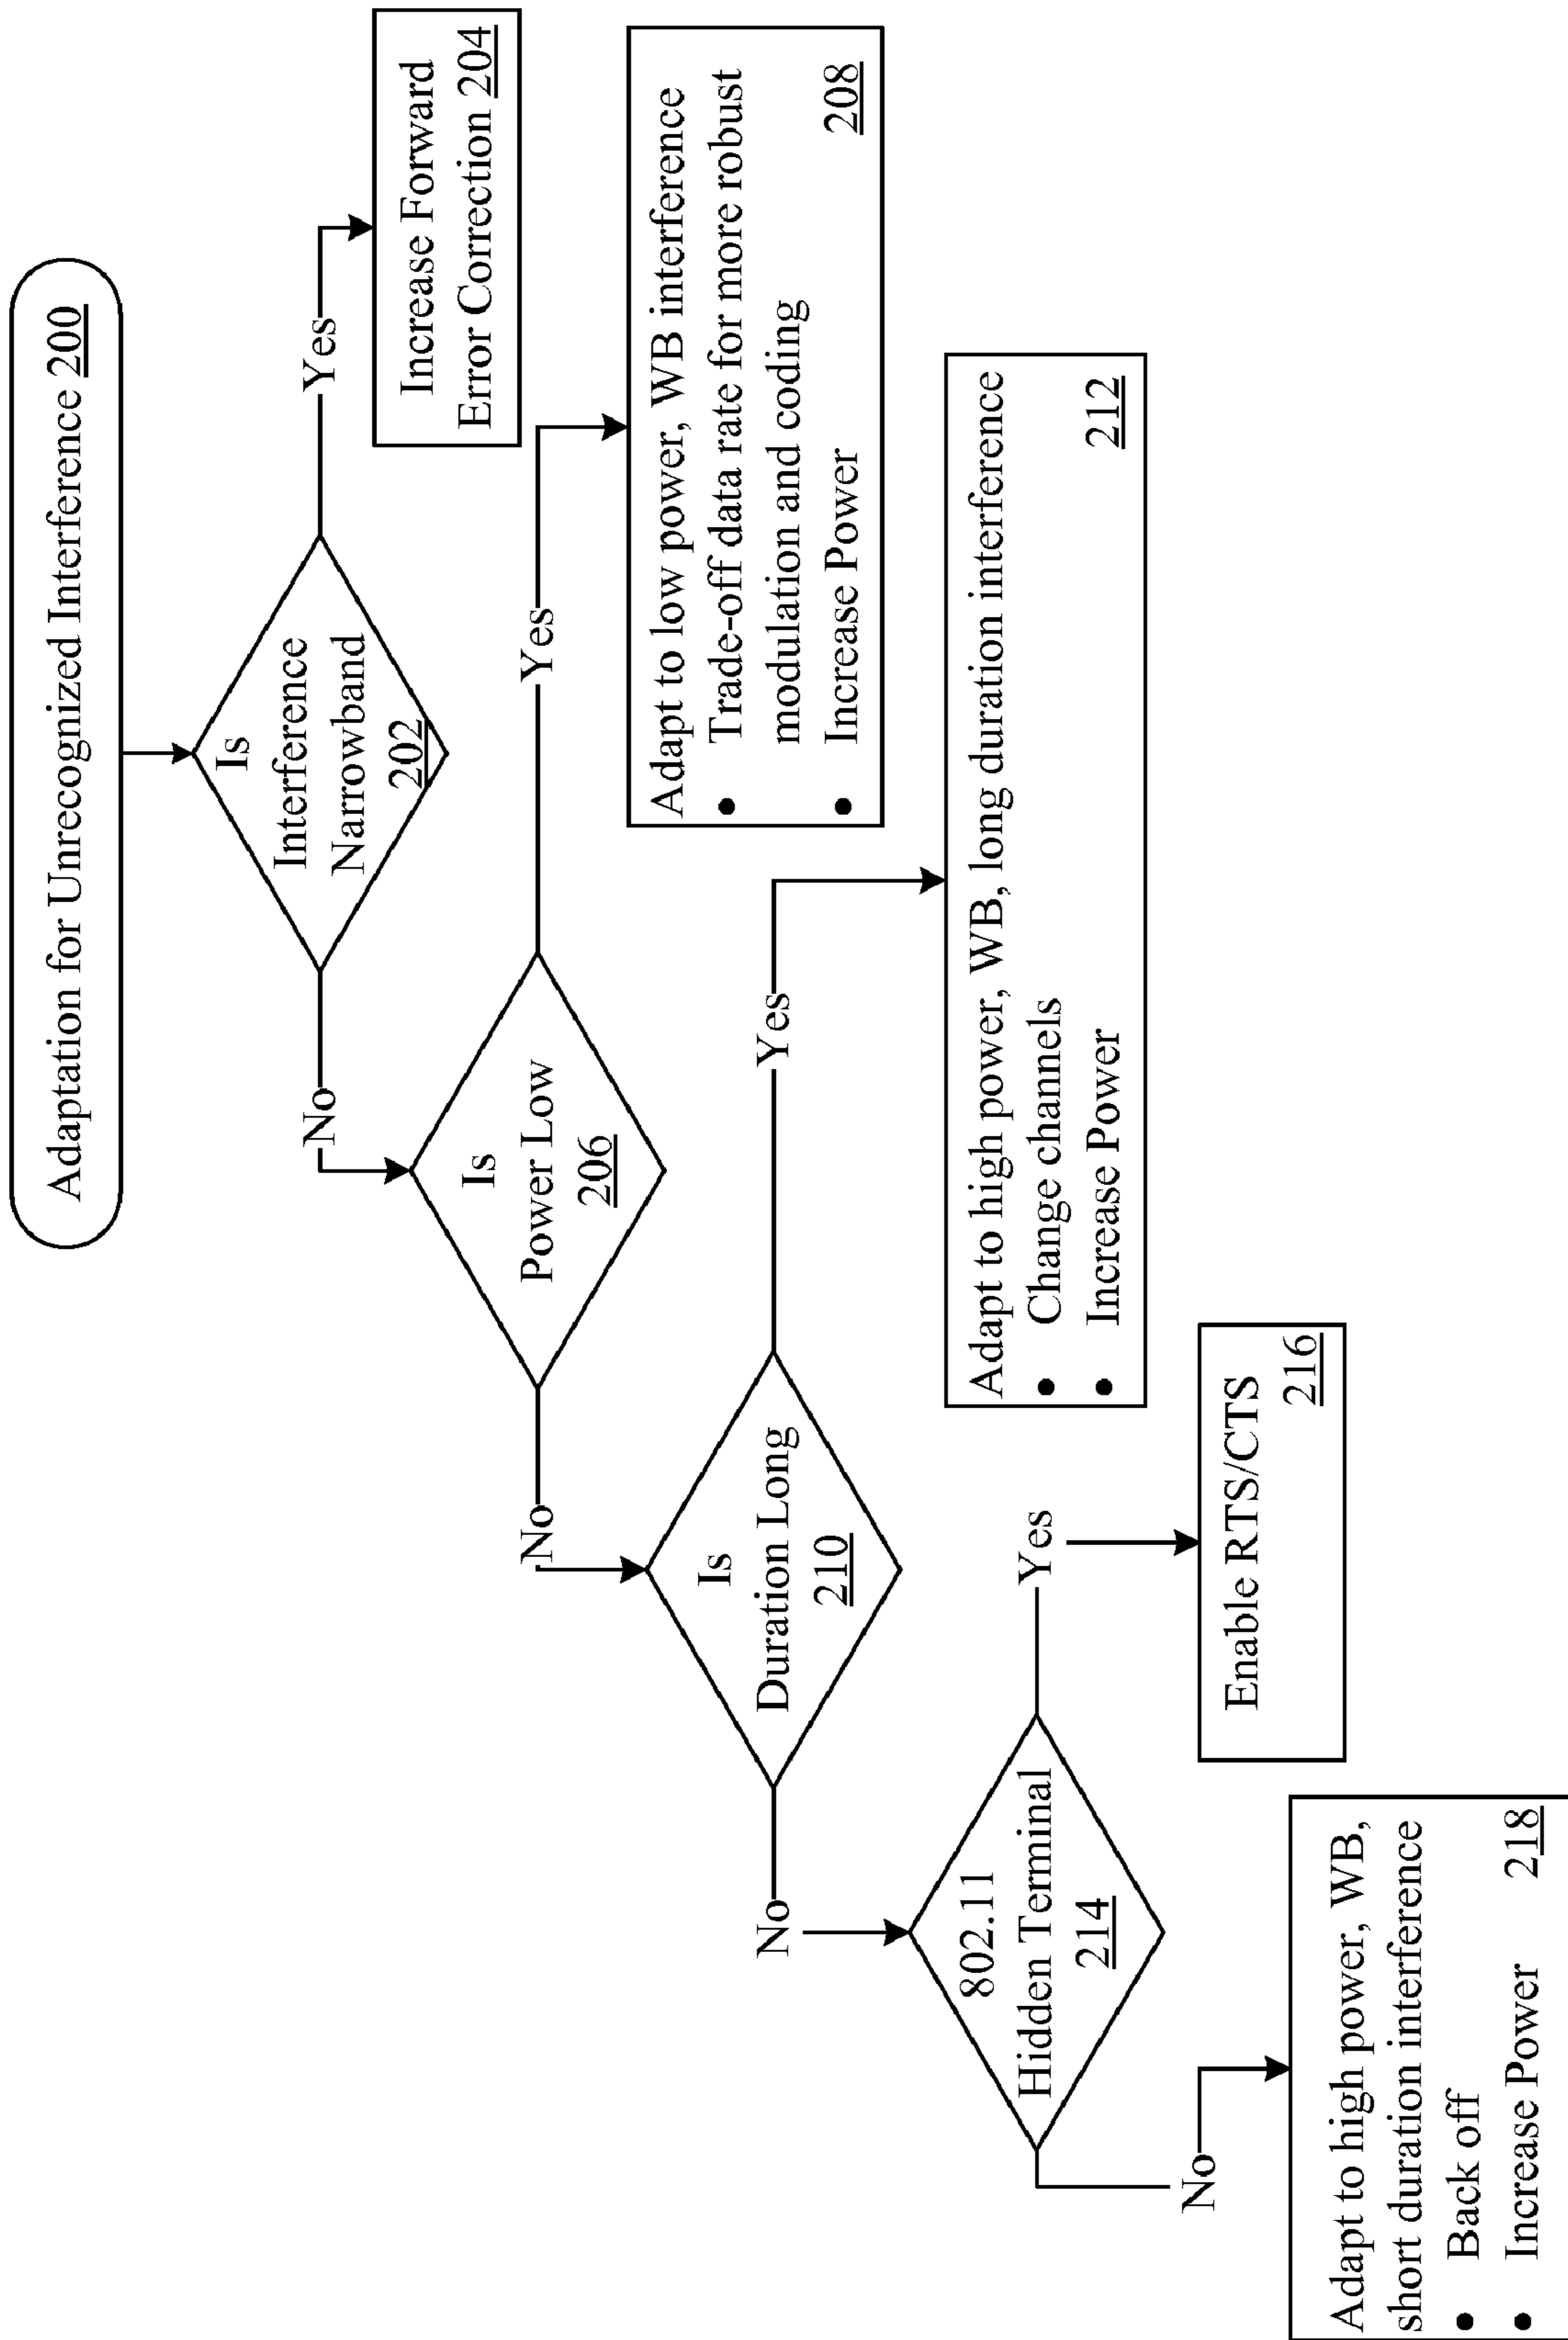 Adaptation for Unrecognized Interference 200
Is
Interference
Narrowband
202
Yes
Increase Forward
Error Correction 204
No
Is
Power Low
206
Yes
Adapt to low power, WB interference
• Trade-off data rate for more robust
modulation and coding
• Increase Power
208
No
Is
Duration Long
210
Yes
Adapt to high power, WB, long duration interference
• Change channels
• Increase Power
212
No
802.11
Hidden Terminal
214
Yes
Enable RTS/CTS
216
No
Adapt to high power, WB,
short duration interference
• Back off
• Increase Power 218